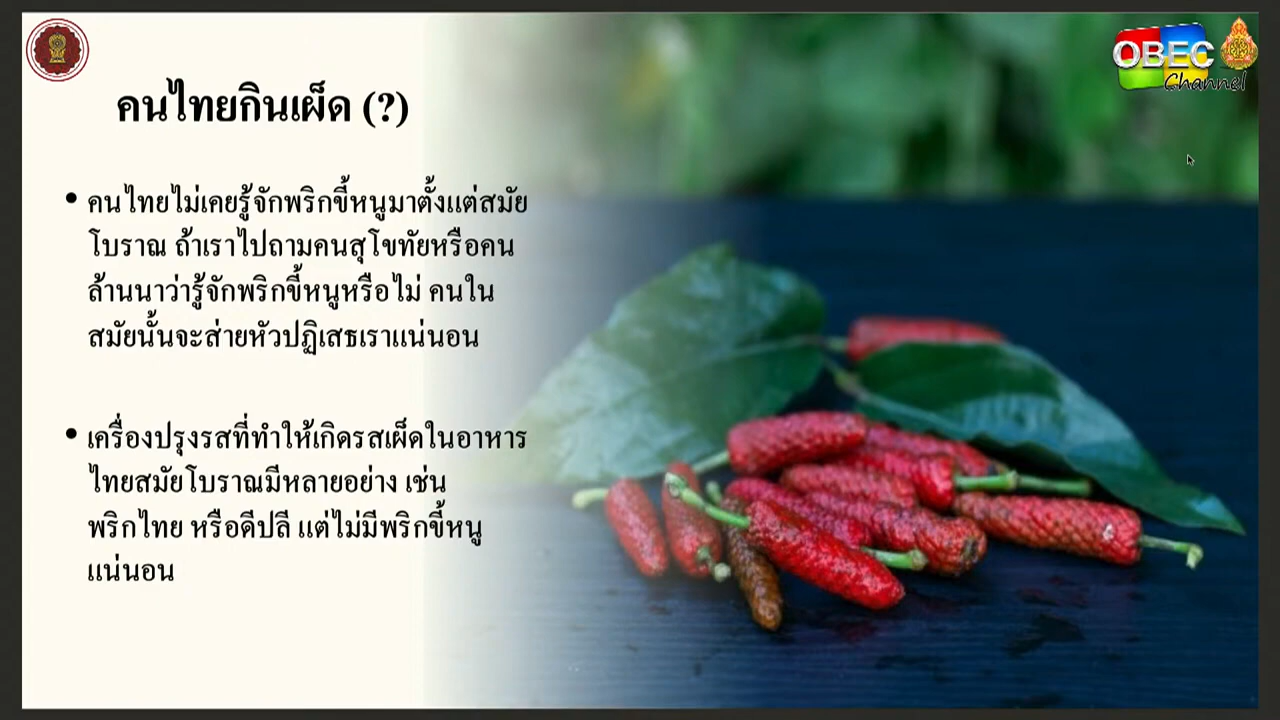 คนไทยกินเผ็ด (?)
• คนไทยไม่เคยรู้จักพริกขี้หนูมาตั้งแต่สมัย
โบราณ ถ้าเราไปถามคนสุโขทัยหรือคน
ล้านนาว่ารู้จักพริกขี้หนูหรือไม่ คนใน
สมัยนั้นจะส่ายหัวปฏิเสธเราแน่นอน
• เครื่องปรุงรสที่ทำให้เกิดรสเผ็ดในอาหาร
ไทยสมัยโบราณมีหลายอย่าง เช่น
พริกไทย หรือดีปลี แต่ไม่มีพริกขี้หนู
แน่นอน
OBEC
Channel